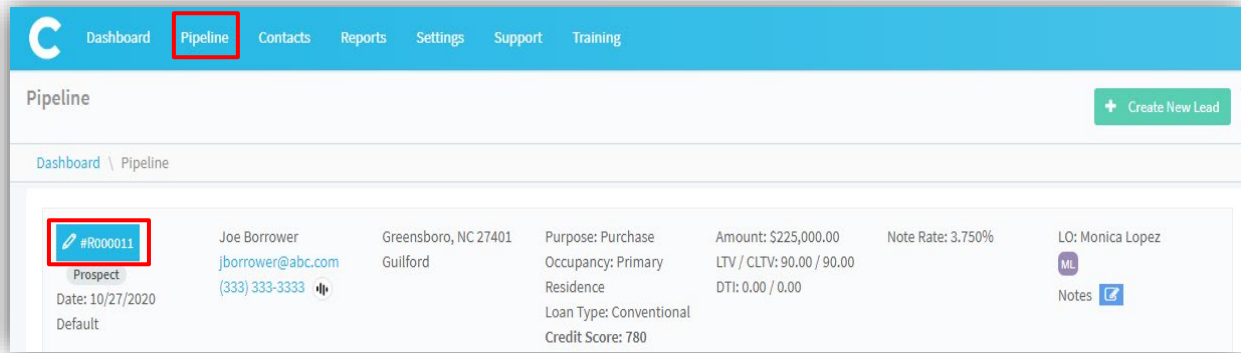 C Dashboard Pipeline Contacts Reports Settings Support Training
Pipeline
+ Create New Lead
Dashboard \ Pipeline
#R000011
Prospect
Date: 10/27/2020
Default
Joe Borrower
jborrower@abc.com
(333) 333-3333
Greensboro, NC 27401
Guilford
Purpose: Purchase
Occupancy: Primary
Residence
Loan Type: Conventional
Credit Score: 780
Amount: $225,000.00
LTV / CLTV: 90.00 / 90.00
DTI: 0.00 / 0.00
Note Rate: 3.750%
LO: Monica Lopez
ML
Notes